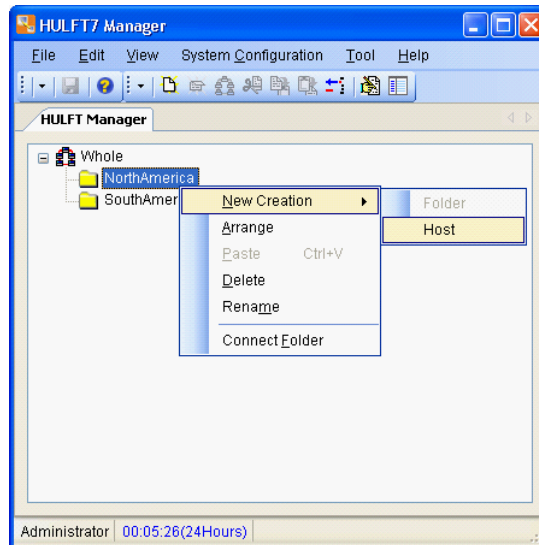 HULFT7 Manager
File Edit View System Configuration Tool Help
HULFT Manager
Whole
NorthAmerica
SouthAmer
New Creation
Arrange
Paste Ctrl+V
Delete
Rename
Connect Folder
Folder
Host
Administrator 00:05:26(24Hours)